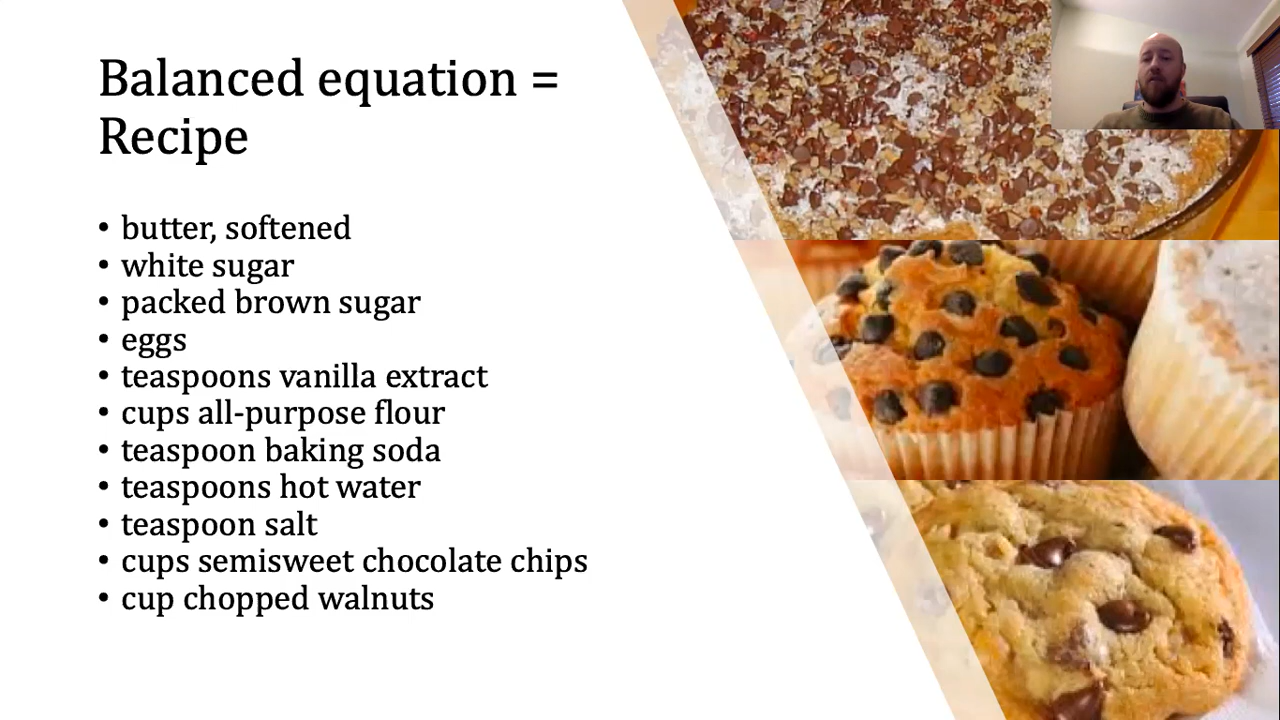 Balanced equation =
Recipe
• butter, softened
• white sugar
• packed brown sugar
• eggs
• teaspoons vanilla extract
• cups all-purpose flour
• teaspoon baking soda
• teaspoons hot water
• teaspoon salt
• cups semisweet chocolate chips
• cup chopped walnuts